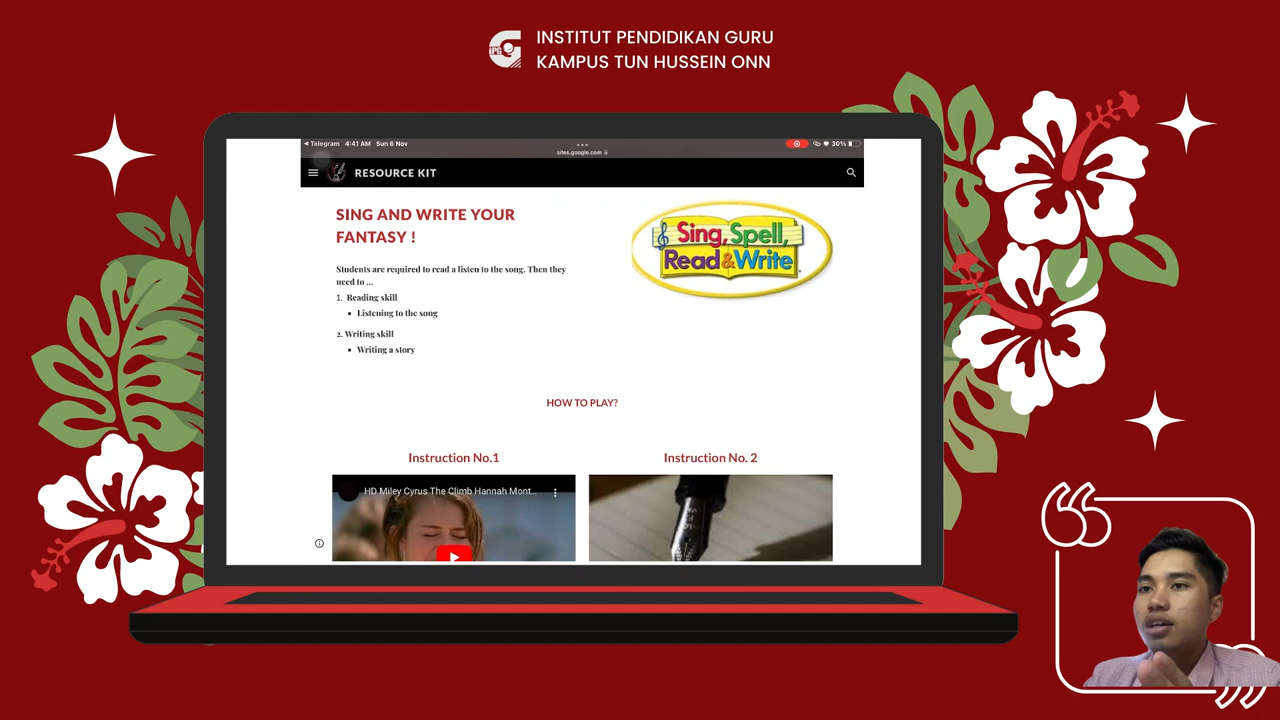 INSTITUT PENDIDIKAN GURU
KAMPUS TUN HUSSEIN ONN
iPG
Telegram 4:41 AM Sun 6 Nov
30%
sites.google.com
RESOURCE KIT
SING AND WRITE YOUR
FANTASY !
Sing, Spell,
Read & Write
Students are required to read a listen to the song. Then they
need to ...
1. Reading skill
Listening to the song
2. Writing skill
Writing a story
HOW TO PLAY?
Instruction No.1
Instruction No. 2
HD Miley Cyrus The Climb Hannah Mont...